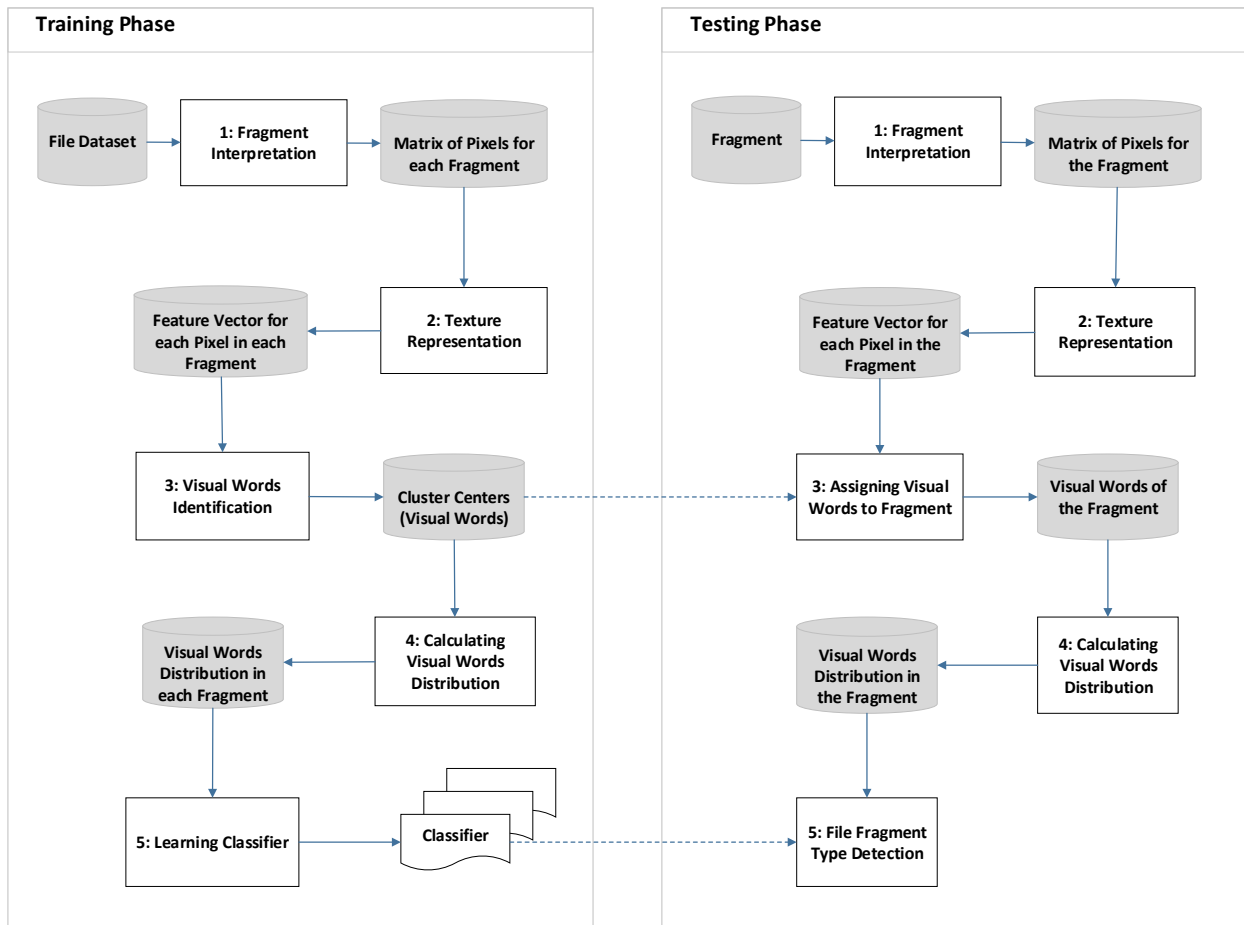 Training Phase
File Dataset
1: Fragment
Interpretation
Matrix of Pixels for
each Fragment
2: Texture
Representation
Feature Vector for
each Pixel in each
Fragment
3: Visual Words
Identification
Cluster Centers
(Visual Words)
4: Calculating
Visual Words
Distribution
Visual Words
Distribution in
each Fragment
5: Learning Classifier
Classifier
Testing Phase
Fragment
1: Fragment
Interpretation
Matrix of Pixels for
the Fragment
2: Texture
Representation
Feature Vector for
each Pixel in the
Fragment
3: Assigning Visual
Words to Fragment
Visual Words of
the Fragment
4: Calculating
Visual Words
Distribution
Visual Words
Distribution in
the Fragment
5: File Fragment
Type Detection